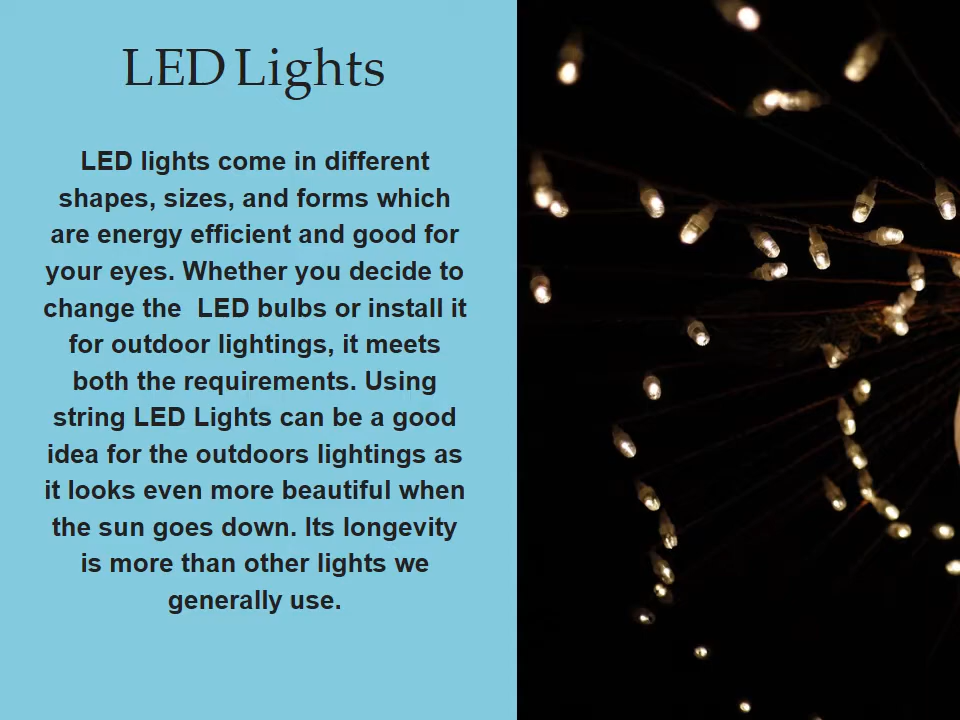 LED Lights
LED lights come in different
shapes, sizes, and forms which
are energy efficient and good for
your eyes. Whether you decide to
change the  LED bulbs or install it
for outdoor lightings, it meets
both the requirements. Using
string LED Lights can be a good
idea for the outdoors lightings as
it looks even more beautiful when
the sun goes down. Its longevity
is more than other lights we
generally use.